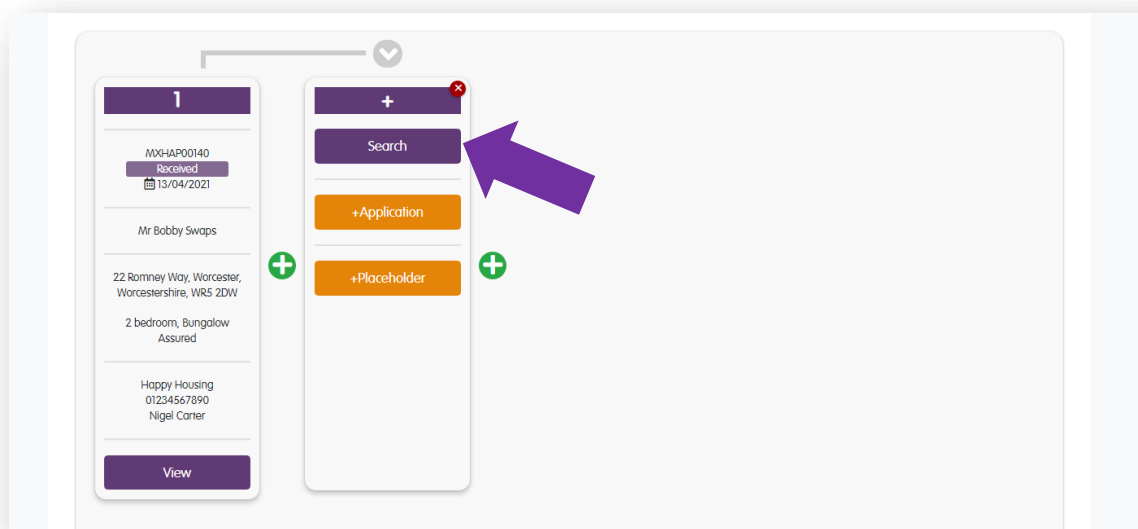 1
MXHAP00140
Received
13/04/2021
Mr Bobby Swaps
22 Romney Way, Worcester,
Worcestershire, WR5 2DW
2 bedroom, Bungalow
Assured
Happy Housing
01234567890
Nigel Carter
View
+
Search
+Application
+Placeholder